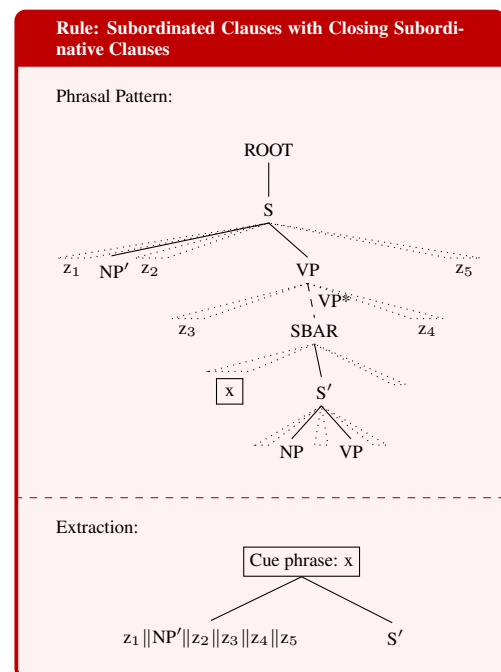 Rule: Subordinated Clauses with Closing Subordi-
native Clauses
Phrasal Pattern:
ROOT
S
z₁ NP′ z₂ VP z₅
VP*
z₃ SBAR z₄
x S′
NP VP
Extraction:
Cue phrase: x
z₁‖NP′‖z₂‖z₃‖z₄‖z₅ S′